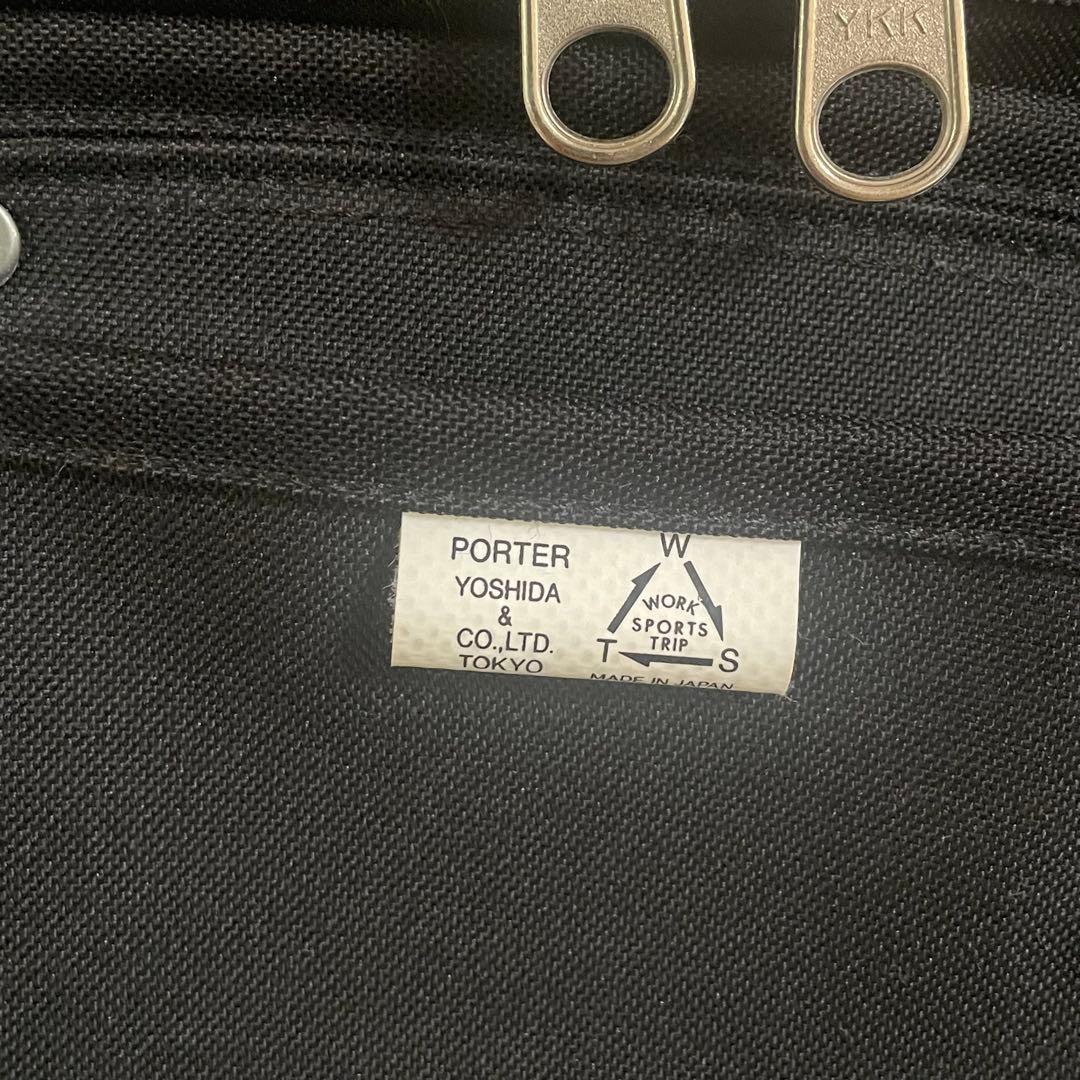 YKK
PORTER
YOSHIDA
&
CO.,LTD.
TOKYO
W
WORK
SPORTS
TRIP
T
S
MADE IN JAPAN